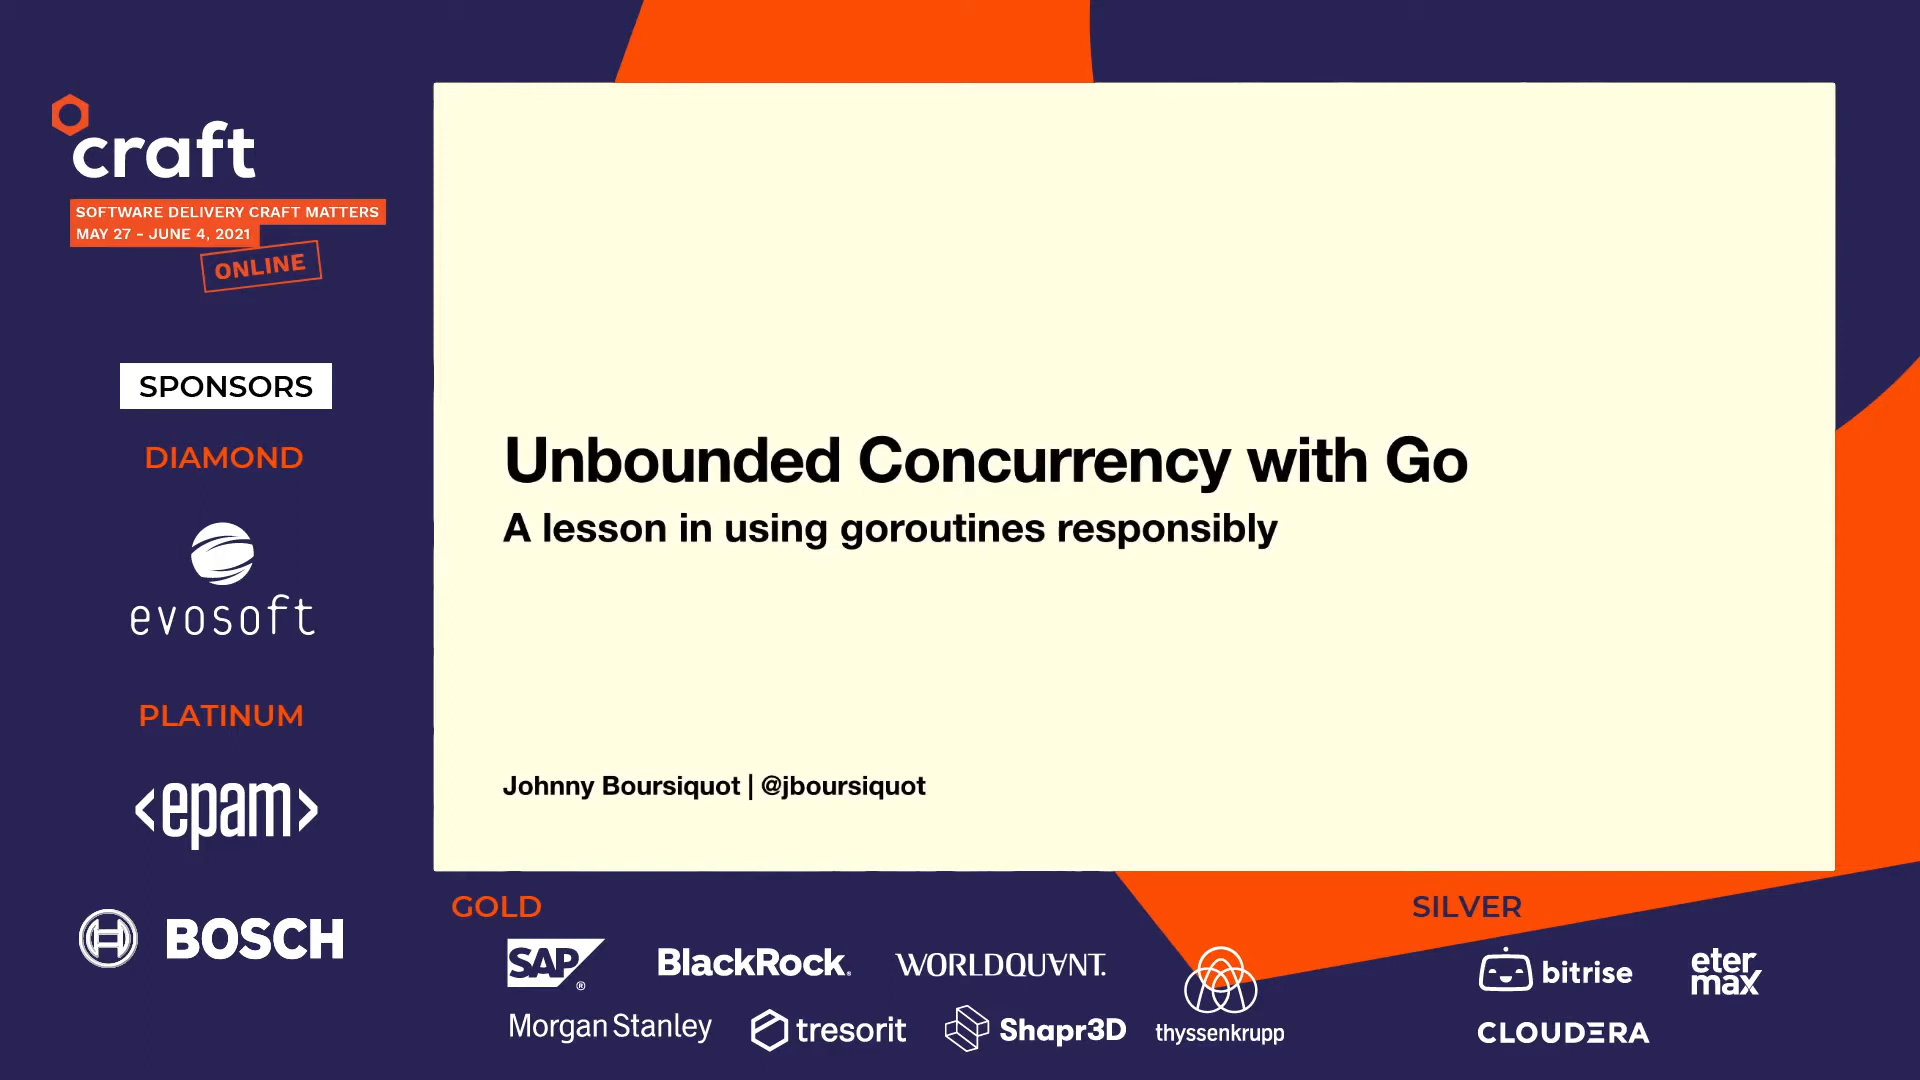 craft
SOFTWARE DELIVERY CRAFT MATTERS
MAY 27 - JUNE 4, 2021
ONLINE
SPONSORS
DIAMOND
evosoft
PLATINUM
<epam>
BOSCH
Unbounded Concurrency with Go
A lesson in using goroutines responsibly
Johnny Boursiquot | @jboursiquot
GOLD
SAP®
BlackRock.
WORLDQUANT.
thyssenkrupp
Morgan Stanley
tresorit
Shapr3D
SILVER
bitrise
eter
max
CLOUDERA